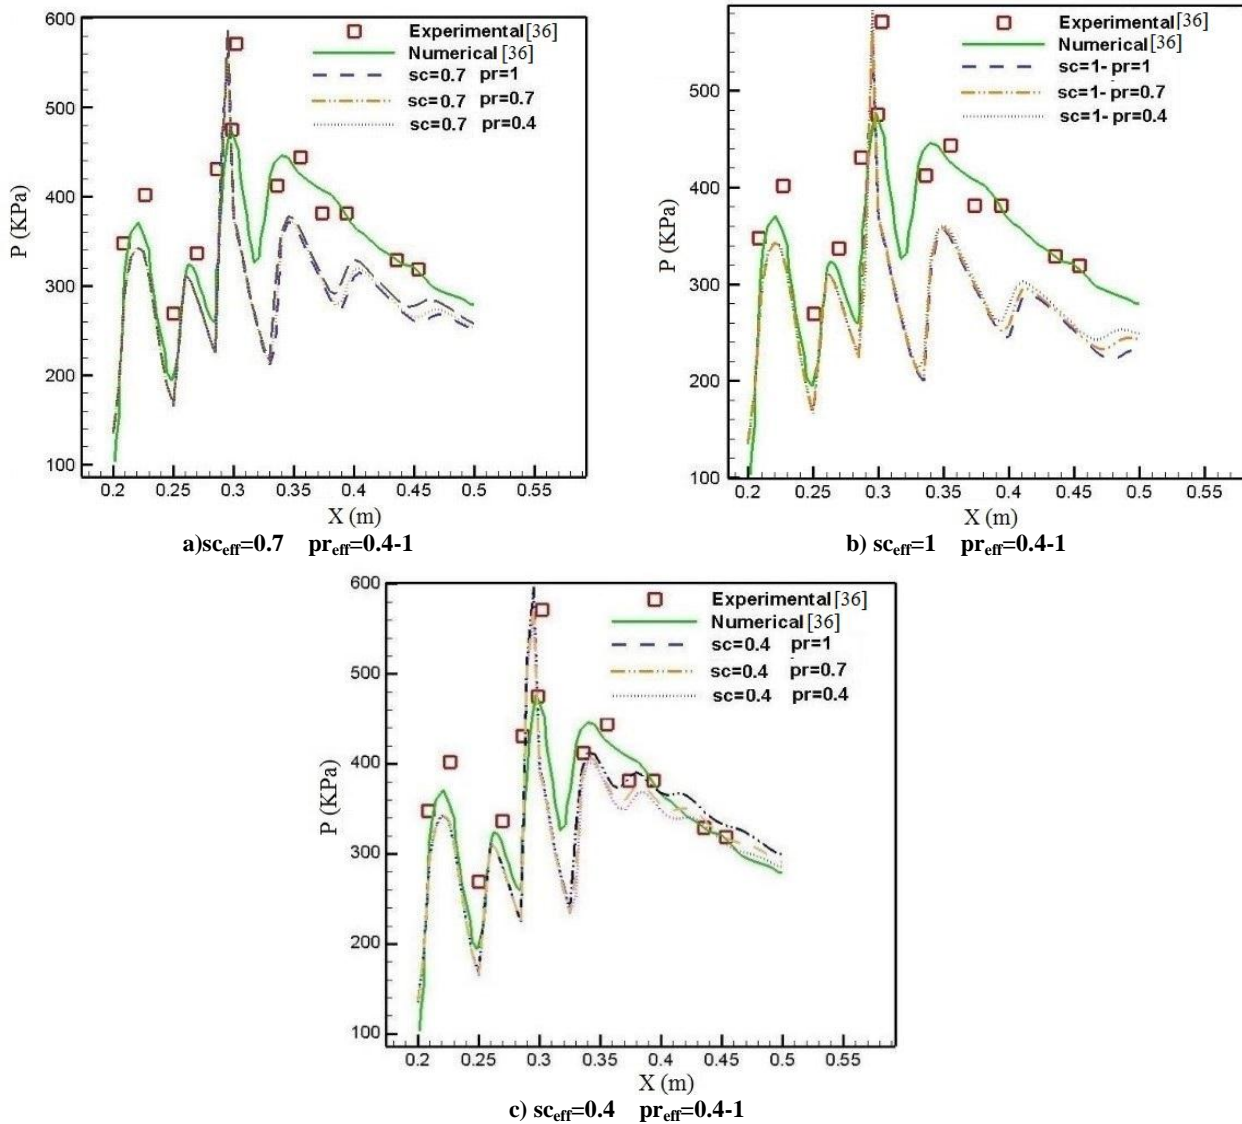 600
500
400
300
200
100
P (KPa)
Experimental [36]
Numerical [36]
sc=0.7 pr=1
sc=0.7 pr=0.7
sc=0.7 pr=0.4
0.2 0.25 0.3 0.35 0.4 0.45 0.5 0.55
X (m)
a)sceff=0.7 preff=0.4-1
500
400
300
200
100
P (KPa)
Experimental [36]
Numerical [36]
sc=1- pr=1
sc=1- pr=0.7
sc=1- pr=0.4
0.2 0.25 0.3 0.35 0.4 0.45 0.5 0.55
X (m)
b) sceff=1 preff=0.4-1
600
500
400
300
200
100
P (KPa)
Experimental [36]
Numerical [36]
sc=0.4 pr=1
sc=0.4 pr=0.7
sc=0.4 pr=0.4
0.2 0.25 0.3 0.35 0.4 0.45 0.5 0.55
X (m)
c) sceff=0.4 preff=0.4-1